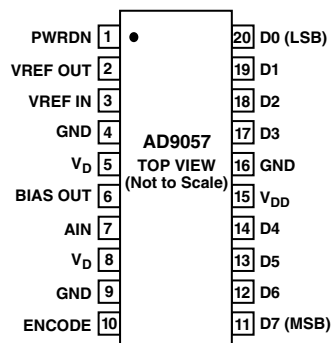 PWRDN 1 20 D0 (LSB)
VREF OUT 2 19 D1
VREF IN 3 18 D2
GND 4 17 D3
AD9057
VD 5 16 GND
TOP VIEW
(Not to Scale)
BIAS OUT 6 15 VDD
AIN 7 14 D4
VD 8 13 D5
GND 9 12 D6
ENCODE 10 11 D7 (MSB)